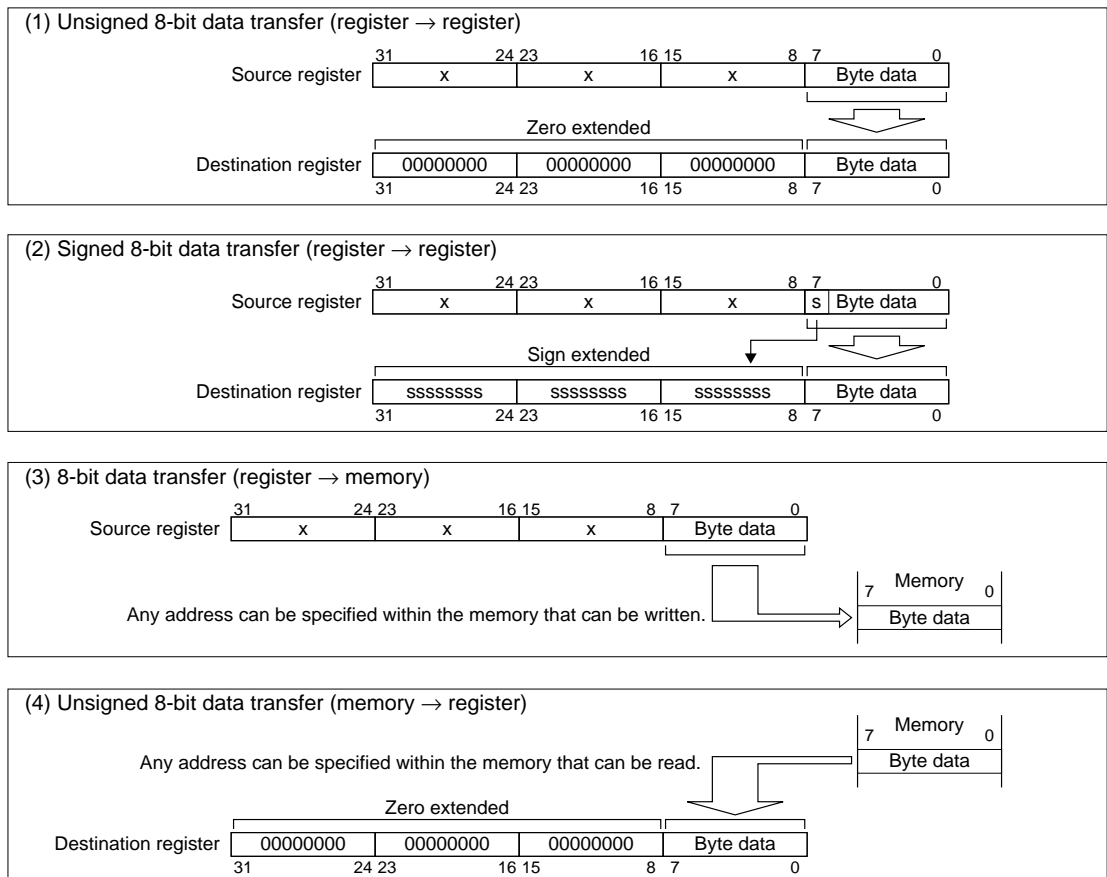 (1) Unsigned 8-bit data transfer (register → register)
31 24 23 16 15 8 7 0
Source register x x x Byte data
Zero extended
Destination register 00000000 00000000 00000000 Byte data
31 24 23 16 15 8 7 0
(2) Signed 8-bit data transfer (register → register)
31 24 23 16 15 8 7 0
Source register x x x s Byte data
Sign extended
Destination register ssssssss ssssssss ssssssss Byte data
31 24 23 16 15 8 7 0
(3) 8-bit data transfer (register → memory)
31 24 23 16 15 8 7 0
Source register x x x Byte data
Memory
7 0
Any address can be specified within the memory that can be written. Byte data
(4) Unsigned 8-bit data transfer (memory → register)
Memory
7 0
Any address can be specified within the memory that can be read. Byte data
Zero extended
Destination register 00000000 00000000 00000000 Byte data
31 24 23 16 15 8 7 0